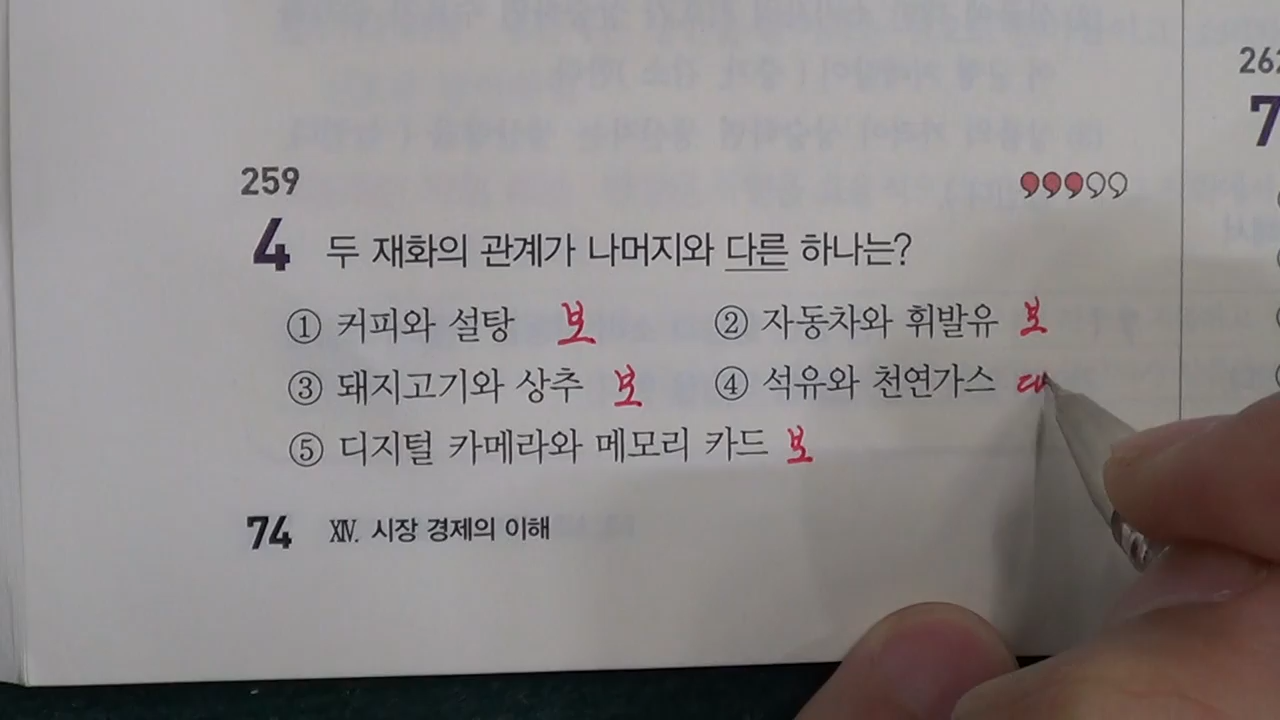 259
4 두 재화의 관계가 나머지와 다른 하나는?
① 커피와 설탕 보 ② 자동차와 휘발유 보
③ 돼지고기와 상추 보 ④ 석유와 천연가스 대
⑤ 디지털 카메라와 메모리 카드 보
74 XIV. 시장 경제의 이해
262
7